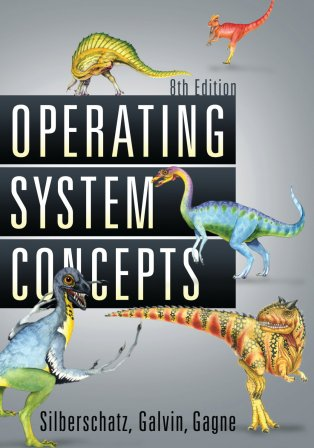 8th Edition
OPERATING
SYSTEM
CONCEPTS
Silberschatz, Galvin, Gagne